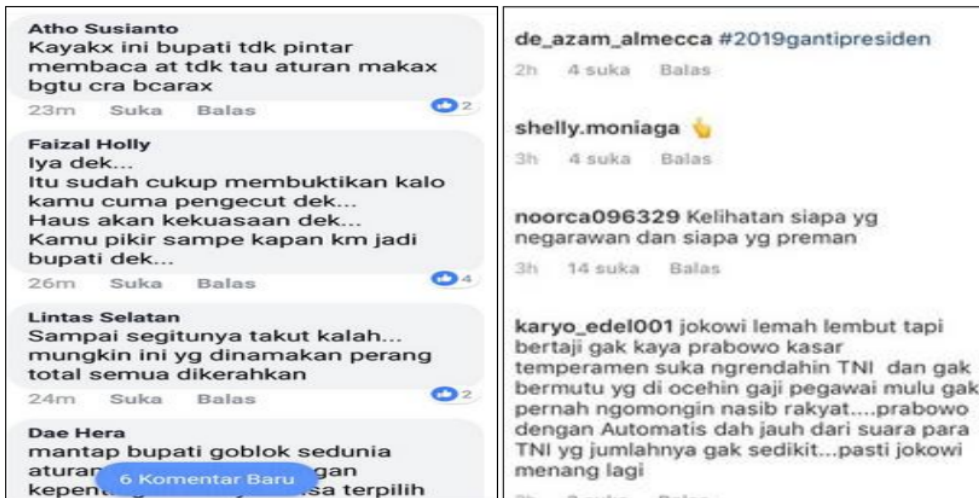 Atho Susianto
Kayakx ini bupati tdk pintar
membaca at tdk tau aturan makax
bgtu cra bcarax
23m Suka Balas 2
Faizal Holly
Iya dek...
Itu sudah cukup membuktikan kalo
kamu cuma pengecut dek...
Haus akan kekuasaan dek...
Kamu pikir sampe kapan km jadi
bupati dek...
26m Suka Balas 4
Lintas Selatan
Sampai segitunya takut kalah...
mungkin ini yg dinamakan perang
total semua dikerahkan
24m Suka Balas 2
Dae Hera
mantap bupati goblok sedunia
aturan gan
6 Komentar Baru
kepent sa terpilih
de_azam_almecca #2019gantipresiden
2h 4 suka Balas
shelly.moniaga 👆
3h 4 suka Balas
noorca096329 Kelihatan siapa yg
negarawan dan siapa yg preman
3h 14 suka Balas
karyo_edel001 jokowi lemah lembut tapi
bertaji gak kaya prabowo kasar
temperamen suka ngrendahin TNI dan gak
bermutu yg di ocehin gaji pegawai mulu gak
pernah ngomongin nasib rakyat....prabowo
dengan Automatis dah jauh dari suara para
TNI yg jumlahnya gak sedikit...pasti jokowi
menang lagi